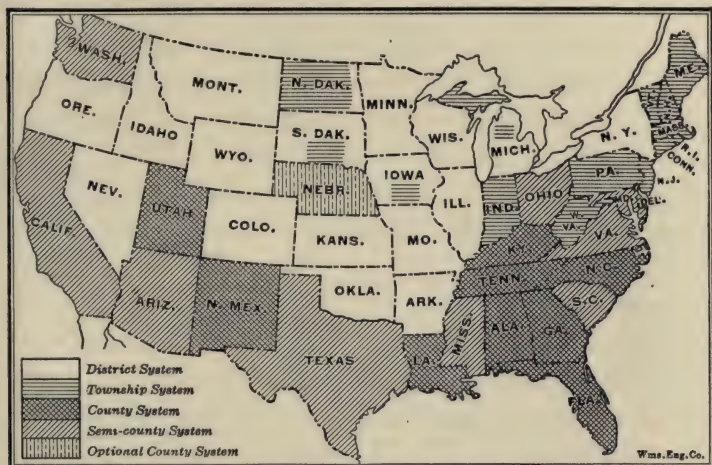 WASH.
MONT.
N. DAK.
MINN.
ME.
ORE.
IDAHO
S. DAK.
WIS.
MICH.
N. Y.
MASS.
R. I.
CONN.
WYO.
IOWA
PA.
N. J.
NEV.
NEBR.
ILL.
IND.
OHIO
MD.
DEL.
CALIF.
UTAH
COLO.
KANS.
MO.
W. VA.
VA.
KY.
ARIZ.
N. MEX.
OKLA.
ARK.
TENN.
N. C.
S. C.
TEXAS
LA.
MISS.
ALA.
GA.
FLA.
District System
Township System
County System
Semi-county System
Optional County System
Wms. Eng. Co.